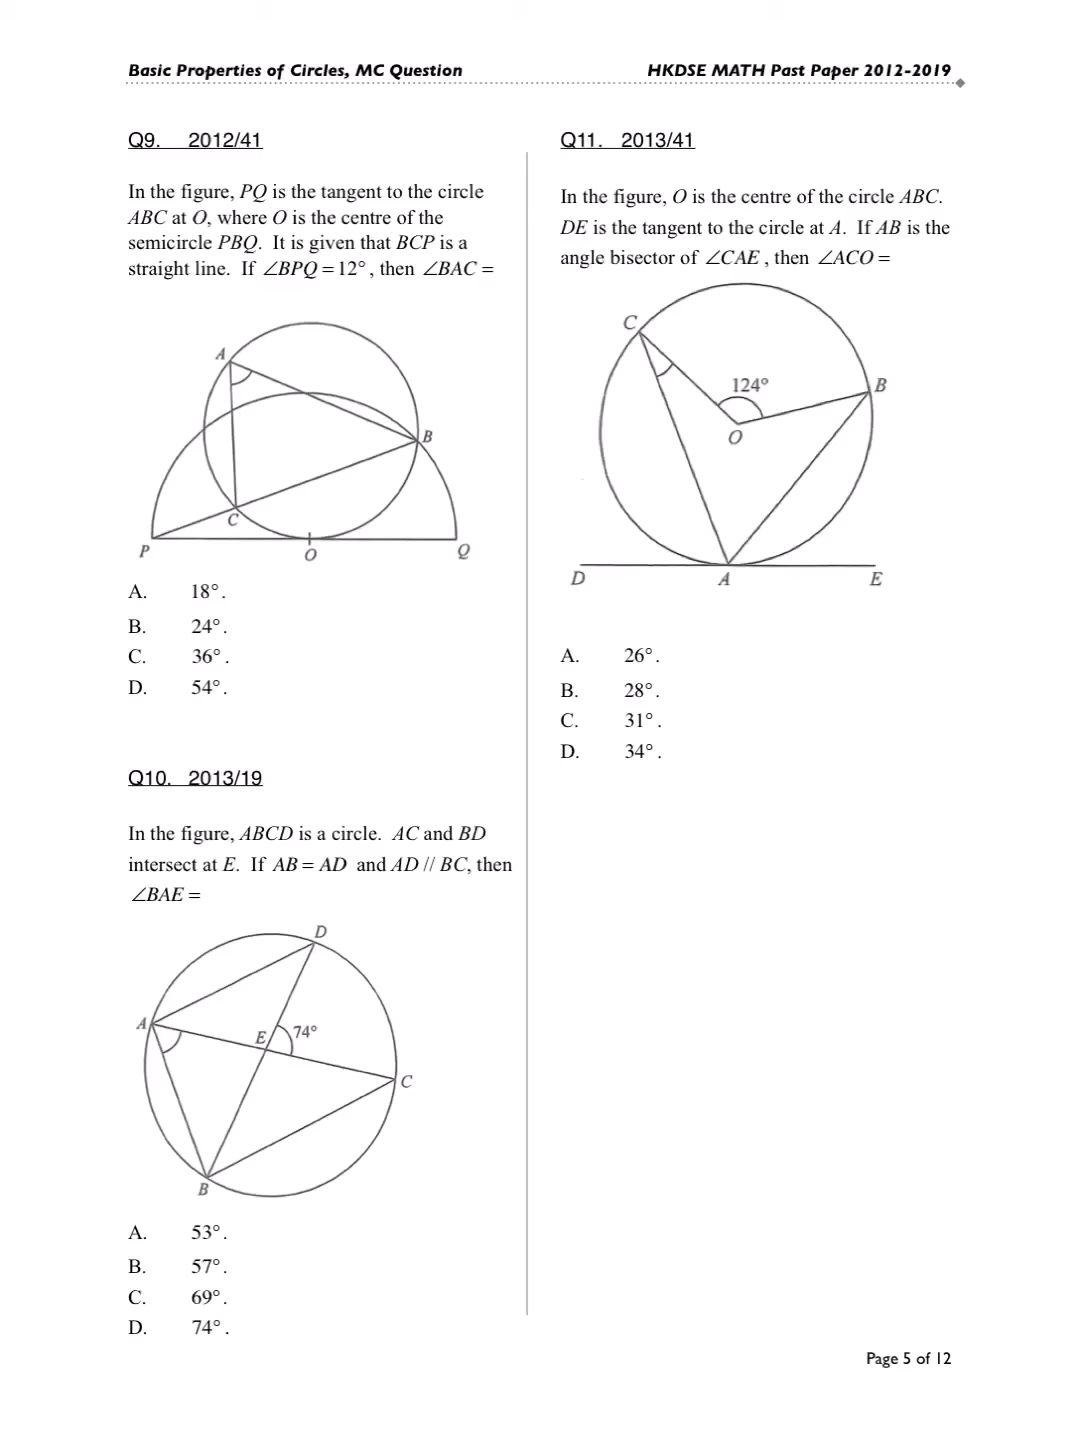 Basic Properties of Circles, MC Question HKDSE MATH Past Paper 2012-2019
Q9. 2012/41
In the figure, PQ is the tangent to the circle
ABC at O, where O is the centre of the
semicircle PBQ. It is given that BCP is a
straight line. If ∠BPQ = 12°, then ∠BAC =
A
B
C
P
O
Q
A. 18°.
B. 24°.
C. 36°.
D. 54°.
Q10. 2013/19
In the figure, ABCD is a circle. AC and BD
intersect at E. If AB = AD and AD // BC, then
∠BAE =
D
A
E 74°
C
B
A. 53°.
B. 57°.
C. 69°.
D. 74°.
Q11. 2013/41
In the figure, O is the centre of the circle ABC.
DE is the tangent to the circle at A. If AB is the
angle bisector of ∠CAE, then ∠ACO =
C
124°
B
O
D
A
E
A. 26°.
B. 28°.
C. 31°.
D. 34°.
Page 5 of 12